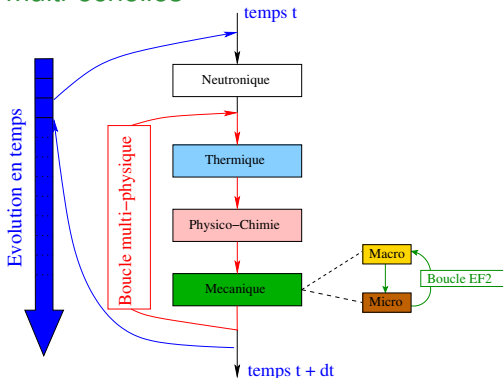 temps t
Neutronique
Thermique
Physico-Chimie
Mecanique
temps t + dt
Evolution en temps
Boucle multi-physique
Macro
Micro
Boucle EF2